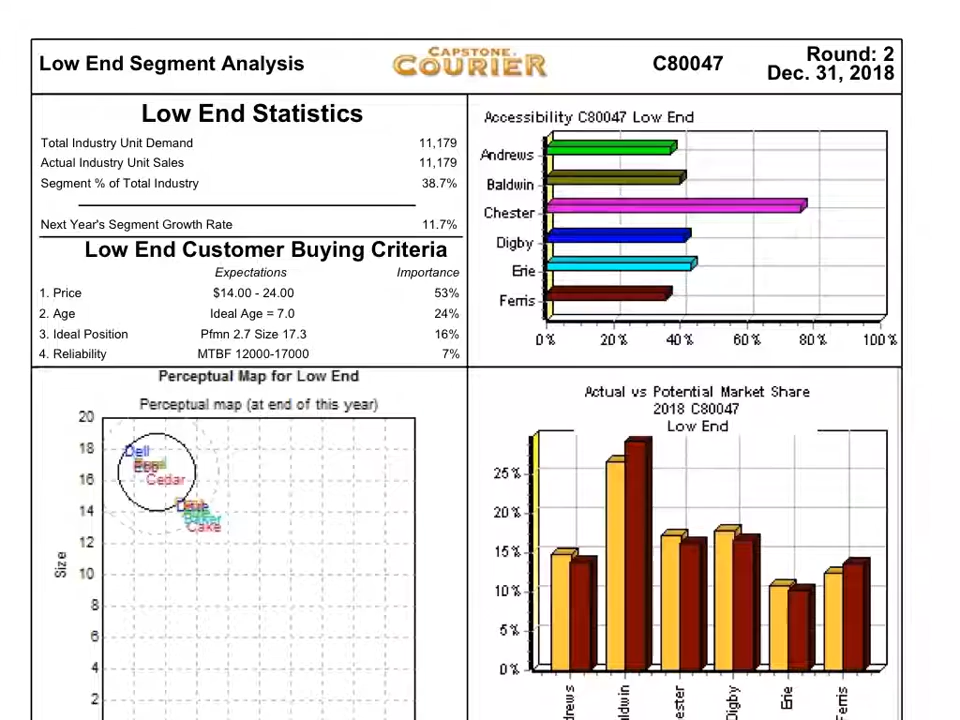 Low End Segment Analysis
CAPSTONE
COURIER
C80047
Round: 2
Dec. 31, 2018
Low End Statistics
Total Industry Unit Demand 11,179
Actual Industry Unit Sales 11,179
Segment % of Total Industry 38.7%
Next Year's Segment Growth Rate 11.7%
Low End Customer Buying Criteria
Expectations Importance
1. Price $14.00 - 24.00 53%
2. Age Ideal Age = 7.0 24%
3. Ideal Position Pfmn 2.7 Size 17.3 16%
4. Reliability MTBF 12000-17000 7%
Accessibility C80047 Low End
Andrews
Baldwin
Chester
Digby
Erie
Ferris
0% 20% 40% 60% 80% 100%
Perceptual Map for Low End
Perceptual map (at end of this year)
20
18
16
14
12
10
8
6
4
2
Size
Dell
Cedar
Cake
Actual vs Potential Market Share
2018 C80047
Low End
25%
20%
15%
10%
5%
0%
drews
aldwin
ester
Digby
Erie
Ferris